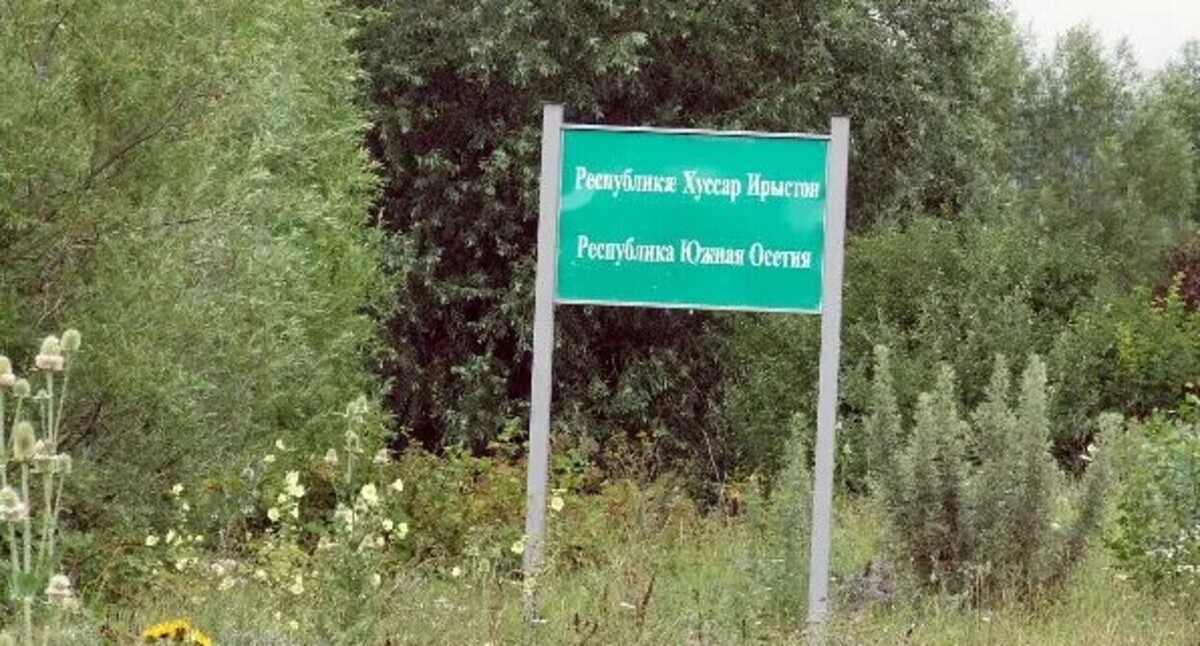 Республикæ Хуссар Ирыстон
Республика Южная Осетия